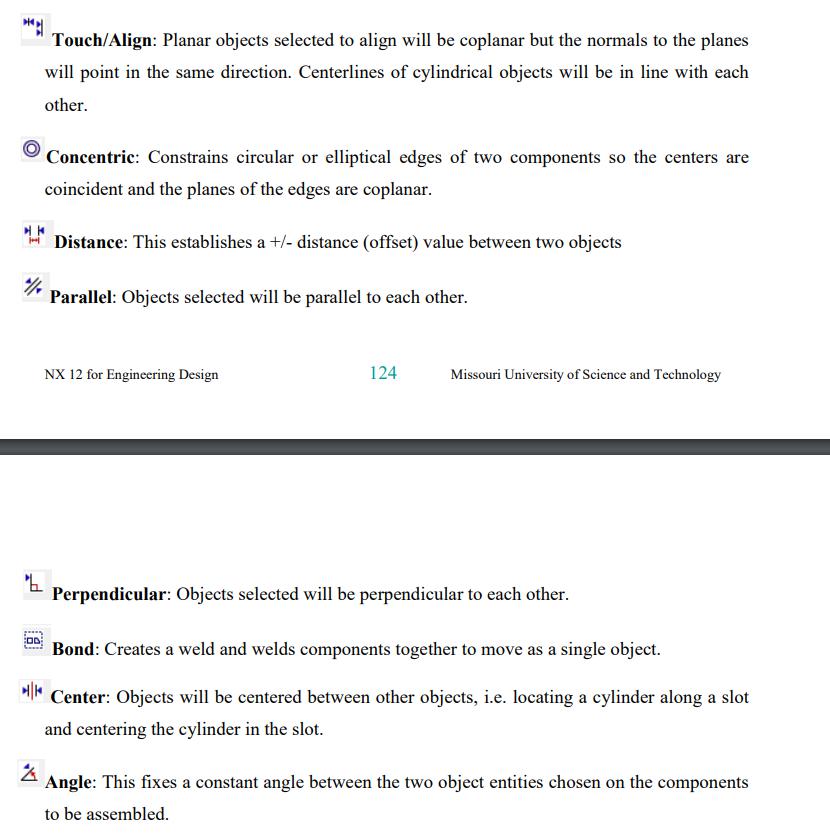 Touch/Align: Planar objects selected to align will be coplanar but the normals to the planes
will point in the same direction. Centerlines of cylindrical objects will be in line with each
other.
Concentric: Constrains circular or elliptical edges of two components so the centers are
coincident and the planes of the edges are coplanar.
Distance: This establishes a +/- distance (offset) value between two objects
Parallel: Objects selected will be parallel to each other.
NX 12 for Engineering Design 124 Missouri University of Science and Technology
Perpendicular: Objects selected will be perpendicular to each other.
Bond: Creates a weld and welds components together to move as a single object.
Center: Objects will be centered between other objects, i.e. locating a cylinder along a slot
and centering the cylinder in the slot.
Angle: This fixes a constant angle between the two object entities chosen on the components
to be assembled.